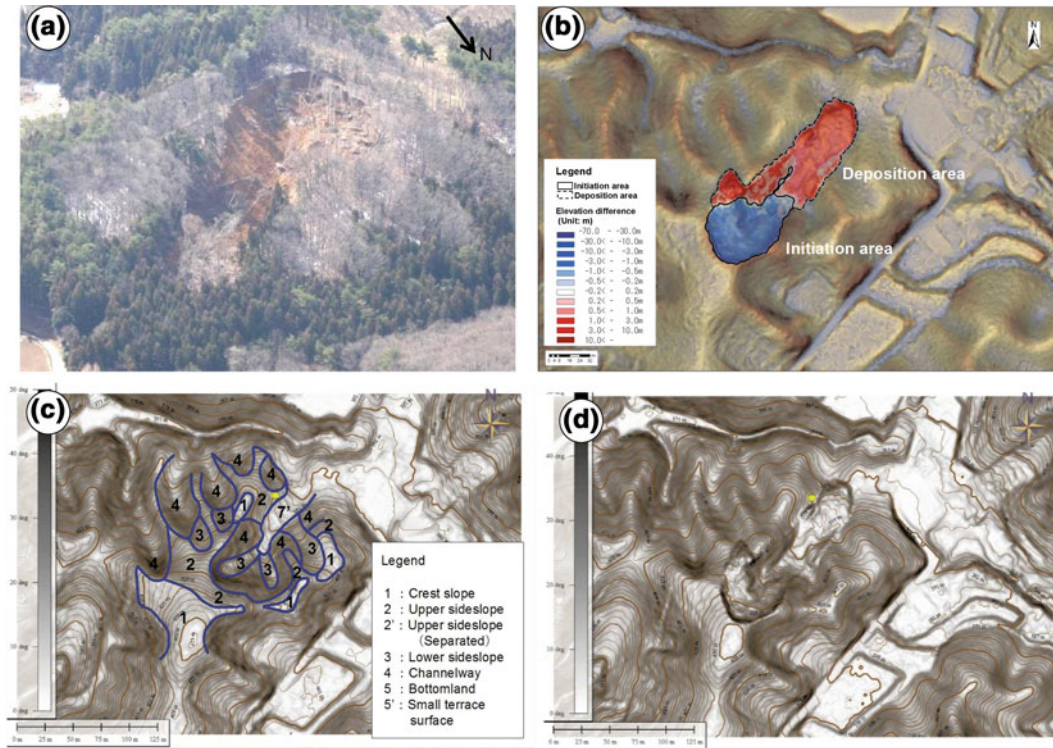 (a)
N
(b)
N
Legend
Initiation area
Deposition area
Elevation difference
(Unit: m)
-70.0 - -30.0m
-30.0< - -10.0m
-10.0< - -3.0m
-3.0< - -1.0m
-1.0< - -0.5m
-0.5< - -0.2m
-0.2< - 0.2m
0.2< - 0.5m
0.5< - 1.0m
1.0< - 3.0m
3.0< - 10.0m
10.0< -
Deposition area
Initiation area
(c)
50 deg
40 deg
30 deg
20 deg
10 deg
0 deg
N
4
4
4
4
2
1
3
3
7'
4
2
4
4
3
1
3
3
2
4
2
2
1
1
Legend
1 : Crest slope
2 : Upper sideslope
2' : Upper sideslope
(Separated)
3 : Lower sideslope
4 : Channelway
5 : Bottomland
5' : Small terrace
surface
0 m 25 m 50 m 75 m 100 m 125 m
(d)
50 deg
40 deg
30 deg
20 deg
10 deg
0 deg
N
0 m 25 m 50 m 75 m 100 m 125 m